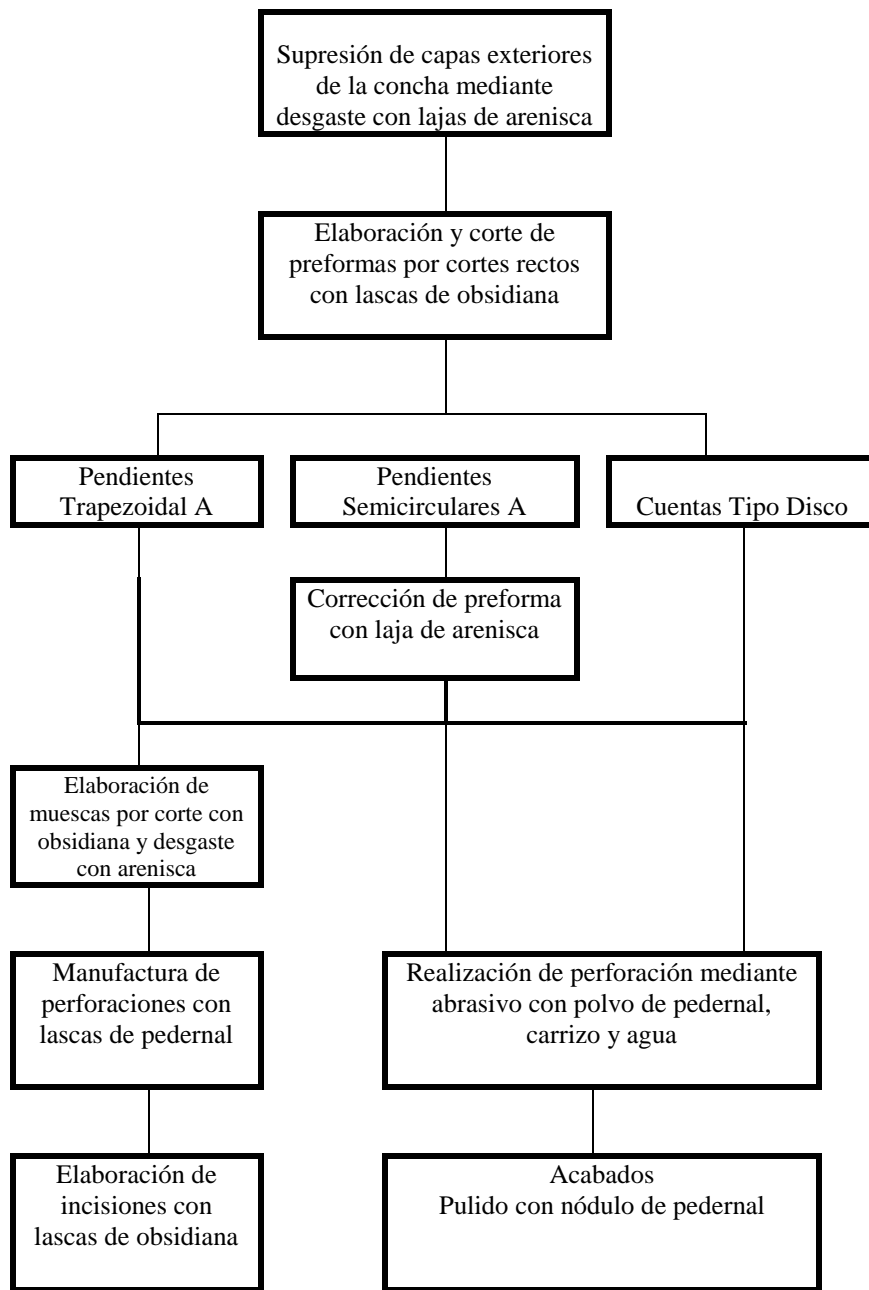 Supresión de capas exteriores
de la concha mediante
desgaste con lajas de arenisca
Elaboración y corte de
preformas por cortes rectos
con lascas de obsidiana
Pendientes
Trapezoidal A
Pendientes
Semicirculares A
Cuentas Tipo Disco
Corrección de preforma
con laja de arenisca
Elaboración de
muescas por corte con
obsidiana y desgaste
con arenisca
Manufactura de
perforaciones con
lascas de pedernal
Realización de perforación mediante
abrasivo con polvo de pedernal,
carrizo y agua
Elaboración de
incisiones con
lascas de obsidiana
Acabados
Pulido con nódulo de pedernal